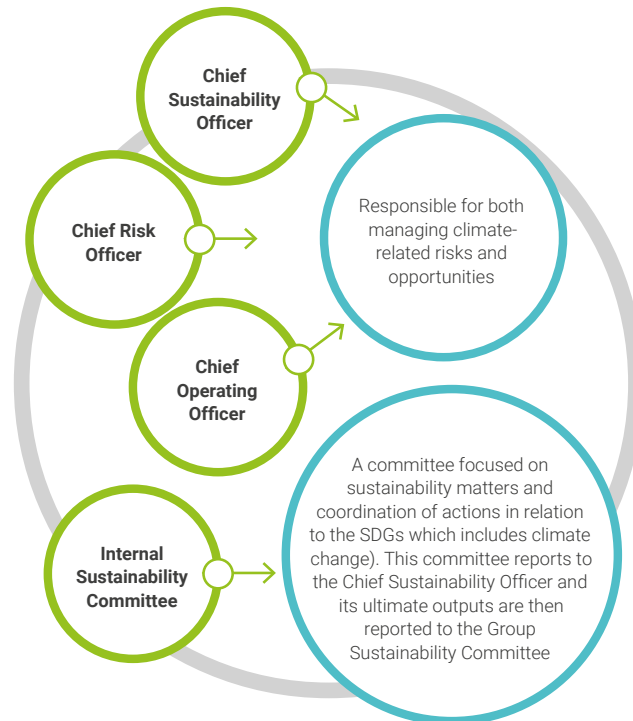 Chief
Sustainability
Officer
Responsible for both
managing climate-
related risks and
opportunities
Chief Risk
Officer
Chief
Operating
Officer
A committee focused on
sustainability matters and
coordination of actions in relation
to the SDGs which includes climate
change). This committee reports to
the Chief Sustainability Officer and
its ultimate outputs are then
reported to the Group
Sustainability Committee
Internal
Sustainability
Committee